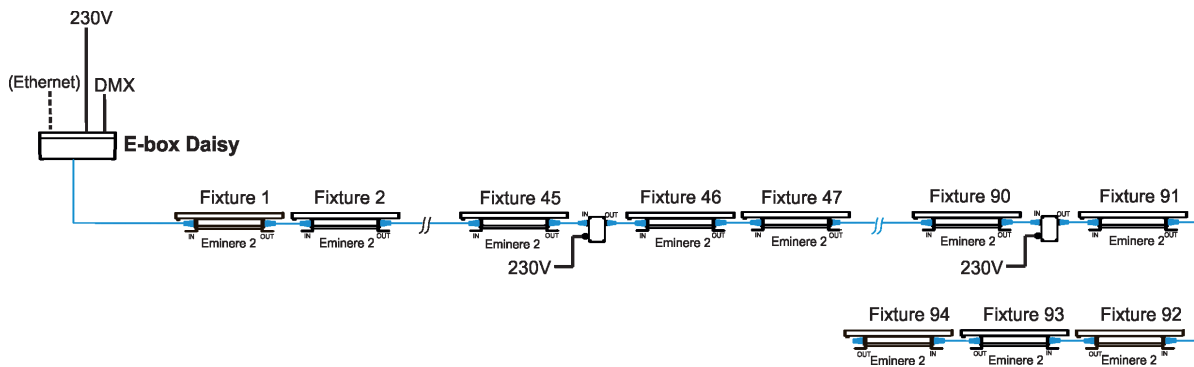 230V
(Ethernet)
DMX
E-box Daisy
Fixture 1
Fixture 2
Fixture 45
Fixture 46
Fixture 47
Fixture 90
Fixture 91
IN
OUT
IN
OUT
IN
OUT
IN
OUT
IN
OUT
IN
OUT
IN
OUT
IN
OUT
IN
OUT
Eminere 2
Eminere 2
Eminere 2
Eminere 2
Eminere 2
Eminere 2
Eminere 2
230V
230V
Fixture 94
Fixture 93
Fixture 92
OUT
IN
OUT
IN
OUT
IN
Eminere 2
Eminere 2
Eminere 2